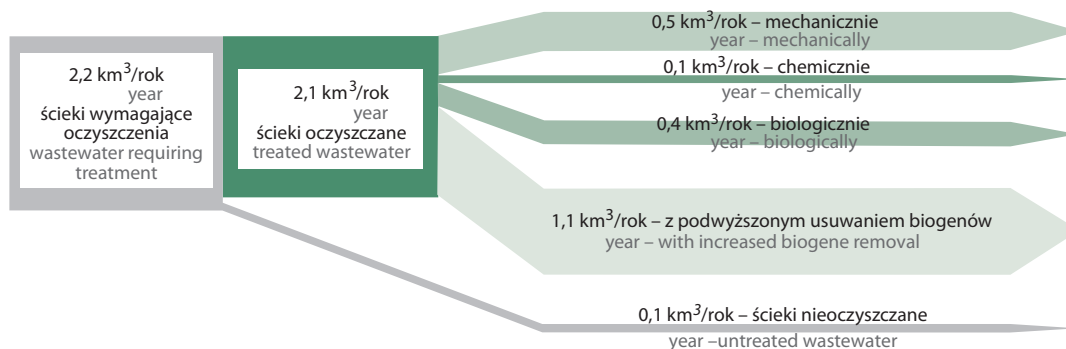 2,2 km³/rok
year
ścieki wymagające
oczyszczenia
wastewater requiring
treatment
2,1 km³/rok
year
ścieki oczyszczane
treated wastewater
0,5 km³/rok – mechanicznie
year – mechanically
0,1 km³/rok – chemicznie
year – chemically
0,4 km³/rok – biologicznie
year – biologically
1,1 km³/rok – z podwyższonym usuwaniem biogenów
year – with increased biogene removal
0,1 km³/rok – ścieki nieoczyszczane
year –untreated wastewater